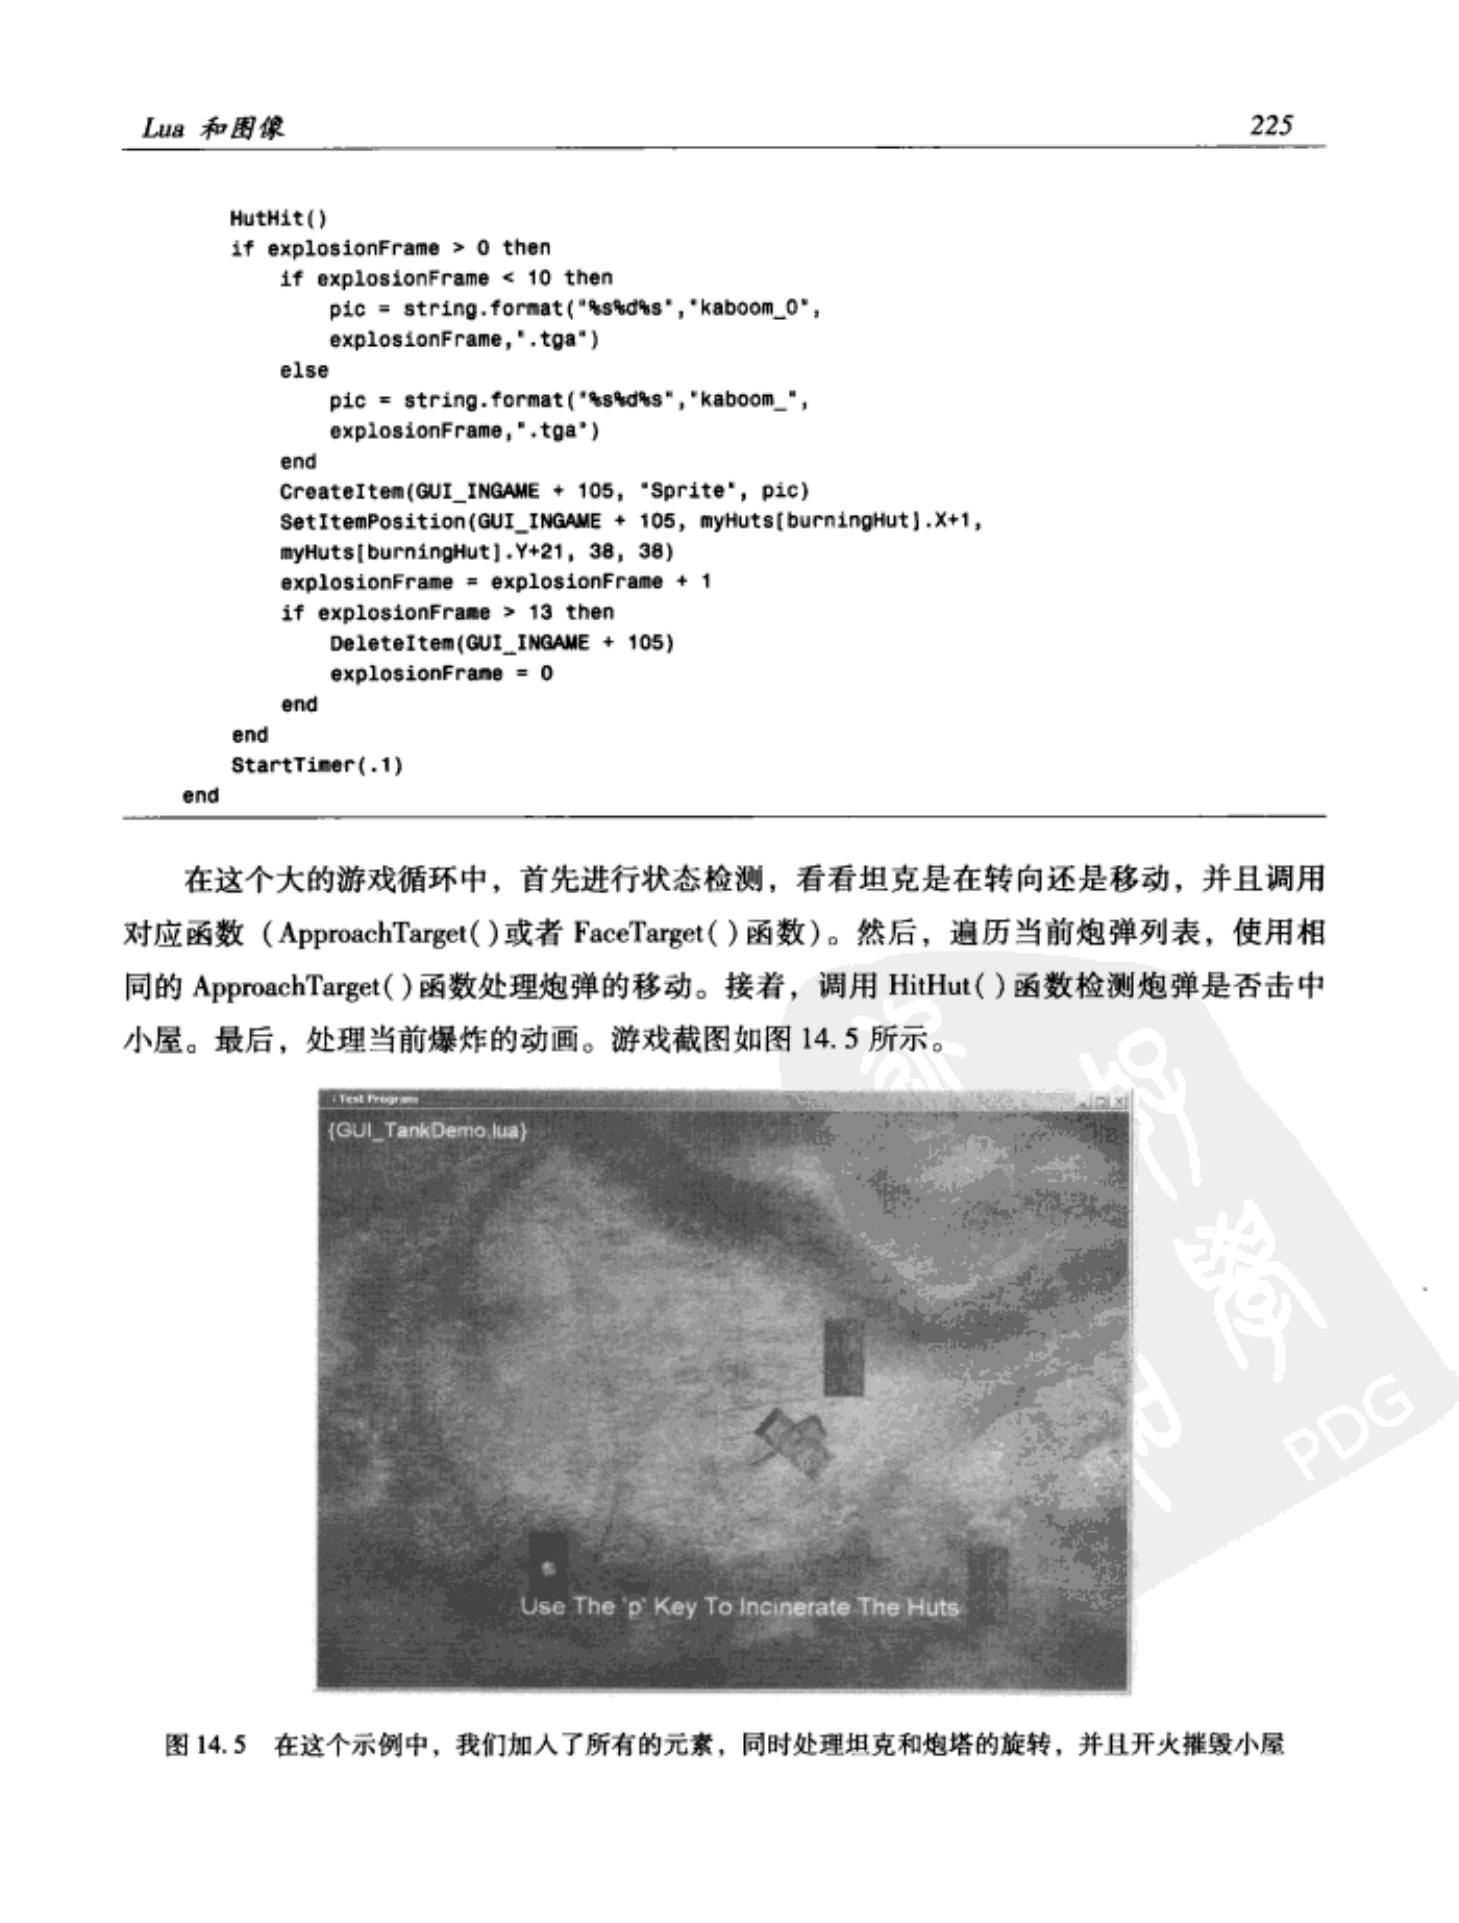 Lua 和图像
225
HutHit()
if explosionFrame > 0 then
if explosionFrame < 10 then
pic = string.format("%s%d%s","kaboom_0",
explosionFrame,".tga")
else
pic = string.format("%s%d%s","kaboom_",
explosionFrame,".tga")
end
CreateItem(GUI_INGAME + 105, "Sprite", pic)
SetItemPosition(GUI_INGAME + 105, myHuts[burningHut].X+1,
myHuts[burningHut].Y+21, 38, 38)
explosionFrame = explosionFrame + 1
if explosionFrame > 13 then
DeleteItem(GUI_INGAME + 105)
explosionFrame = 0
end
end
StartTimer(.1)
end
在这个大的游戏循环中，首先进行状态检测，看看坦克是在转向还是移动，并且调用
对应函数（ApproachTarget()或者 FaceTarget()函数）。然后，遍历当前炮弹列表，使用相
同的 ApproachTarget()函数处理炮弹的移动。接着，调用 HitHut()函数检测炮弹是否击中
小屋。最后，处理当前爆炸的动画。游戏截图如图 14.5 所示。
Test Program
{GUI_TankDemo.lua}
Use The 'p' Key To Incinerate The Huts
PDG
图 14.5 在这个示例中，我们加入了所有的元素，同时处理坦克和炮塔的旋转，并且开火摧毁小屋